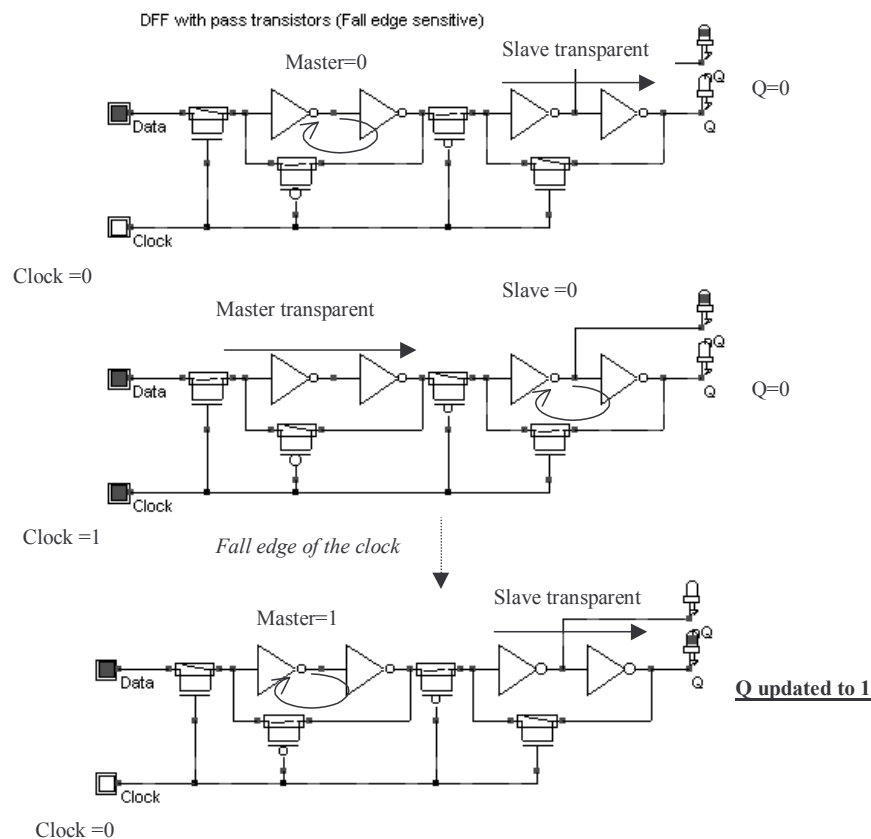 DFF with pass transistors (Fall edge sensitive)
Master=0
Slave transparent
Q
Q=0
Data
Q
Clock
Clock =0
Master transparent
Slave =0
Q
Data
Q
Q=0
Clock
Clock =1
Fall edge of the clock
Master=1
Slave transparent
Q
Data
Q
Q updated to 1
Clock
Clock =0